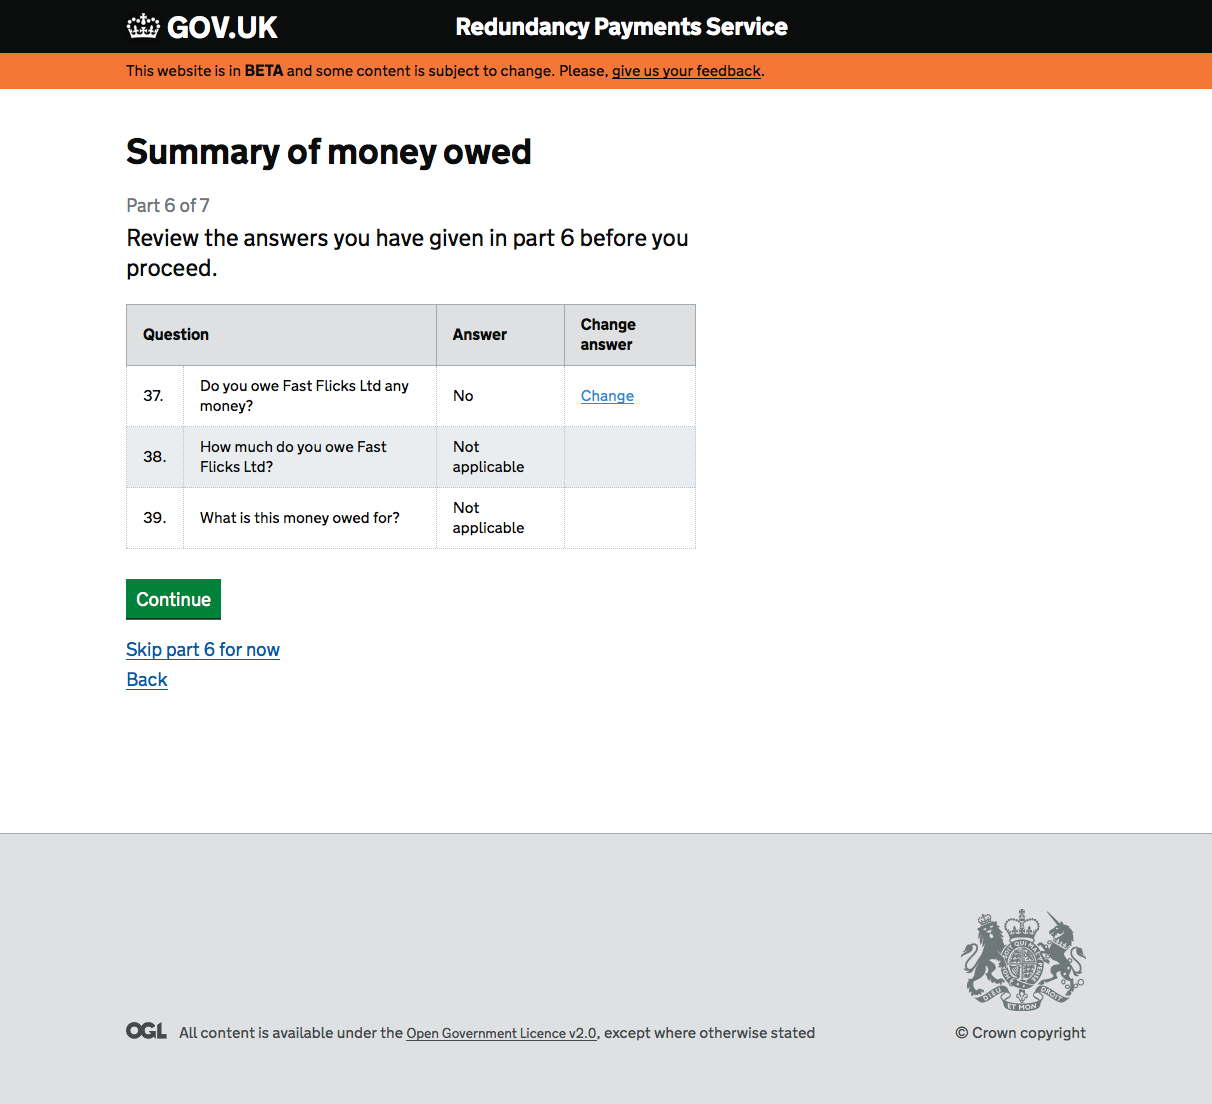 GOV.UK
Redundancy Payments Service
This website is in BETA and some content is subject to change. Please, give us your feedback.
Summary of money owed
Part 6 of 7
Review the answers you have given in part 6 before you
proceed.
Question
Answer
Change
answer
37.
Do you owe Fast Flicks Ltd any
money?
No
Change
38.
How much do you owe Fast
Flicks Ltd?
Not
applicable
39.
What is this money owed for?
Not
applicable
Continue
Skip part 6 for now
Back
DIEU ET MON DROIT
OGL
All content is available under the Open Government Licence v2.0, except where otherwise stated
© Crown copyright